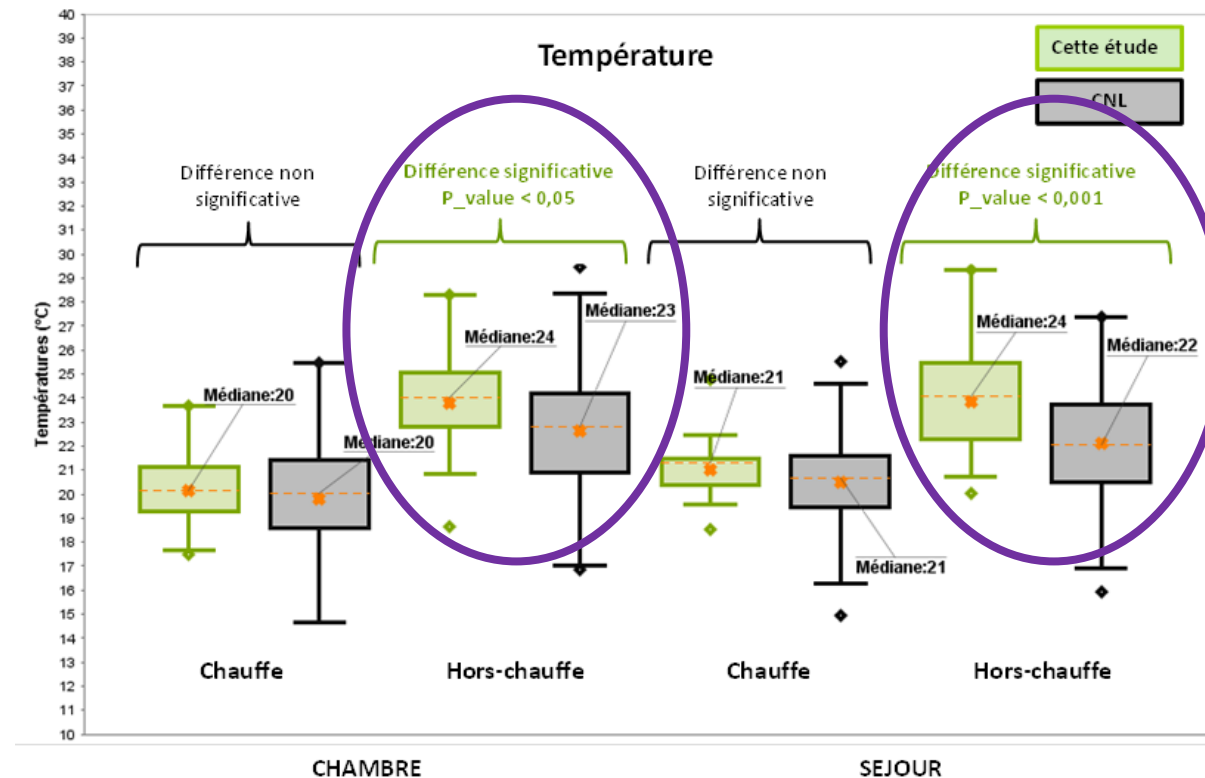 Température
Cette étude
CNL
Températures (°C)
40
39
38
37
36
35
34
33
32
31
30
29
28
27
26
25
24
23
22
21
20
19
18
17
16
15
14
13
12
11
10
Différence non
significative
Différence significative
P_value < 0,05
Différence non
significative
Différence significative
P_value < 0,001
Médiane:20
Médiane:20
Médiane:24
Médiane:23
Médiane:21
Médiane:21
Médiane:24
Médiane:22
Chauffe
Hors-chauffe
Chauffe
Hors-chauffe
CHAMBRE
SEJOUR